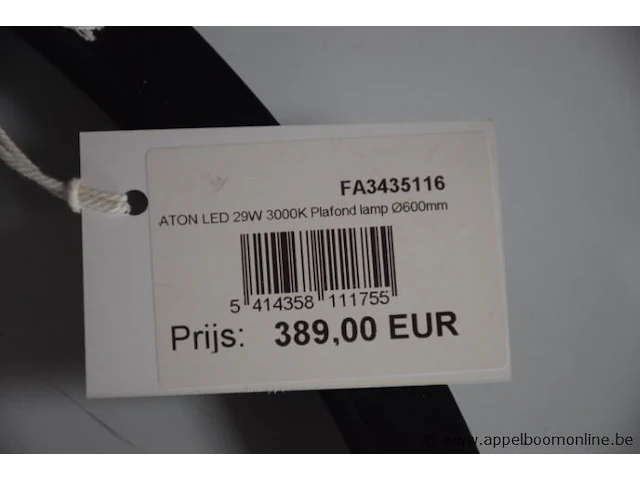 FA3435116
ATON LED 29W 3000K Plafond lamp Ø600mm
5 414358 111755
Prijs: 389,00 EUR
www.appelboomonline.be